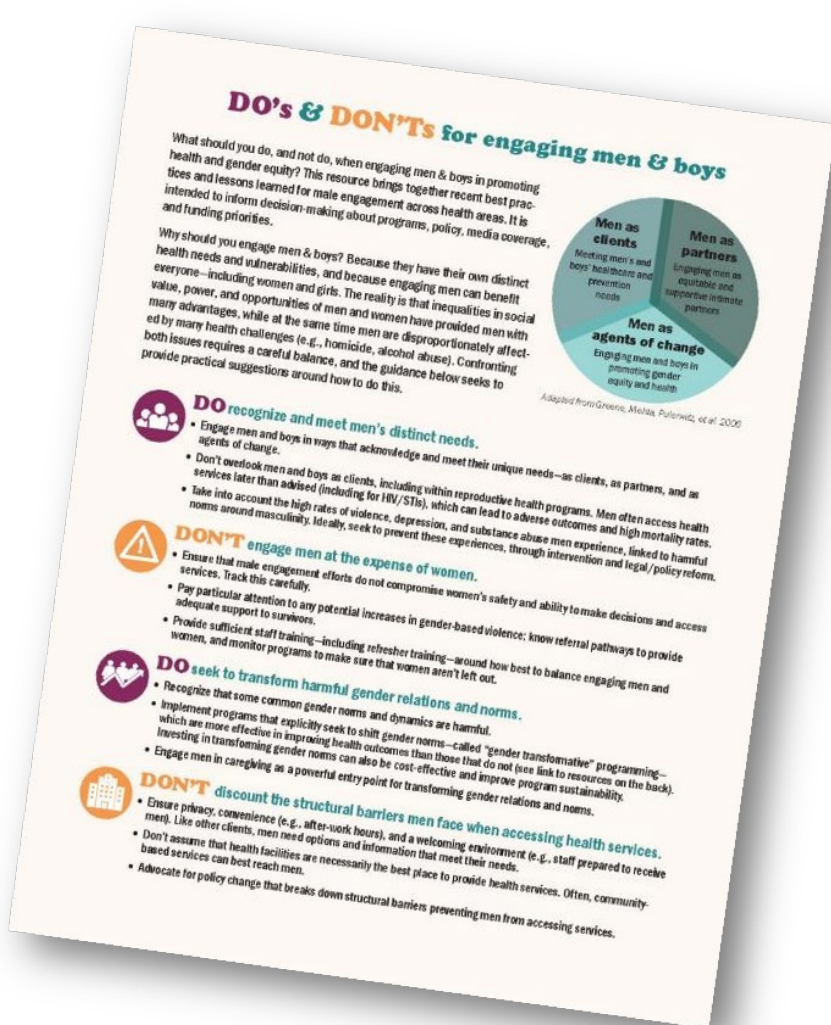 DO's & DON'Ts for engaging men & boys
What should you do, and not do, when engaging men & boys in promoting
health and gender equity? This resource brings together recent best prac-
tices and lessons learned for male engagement across health areas. It is
intended to inform decision-making about programs, policy, media coverage,
and funding priorities.
Why should you engage men & boys? Because they have their own distinct
health needs and vulnerabilities, and because engaging men can benefit
everyone—including women and girls. The reality is that inequalities in social
value, power, and opportunities of men and women have provided men with
many advantages, while at the same time men are disproportionately affect-
ed by many health challenges (e.g., homicide, alcohol abuse). Confronting
both issues requires a careful balance, and the guidance below seeks to
provide practical suggestions around how to do this.
Men as
clients
Meeting men's and
boys' healthcare and
prevention
needs
Men as
partners
Engaging men as
equitable and
supportive intimate
partners
Men as
agents of change
Engaging men and boys in
promoting gender
equity and health
Adapted from Greene, Mehta, Pulerwitz, et al. 2006
DO recognize and meet men's distinct needs.
• Engage men and boys in ways that acknowledge and meet their unique needs—as clients, as partners, and as
agents of change.
• Don't overlook men and boys as clients, including within reproductive health programs. Men often access health
services later than advised (including for HIV/STIs), which can lead to adverse outcomes and high mortality rates.
• Take into account the high rates of violence, depression, and substance abuse men experience, linked to harmful
norms around masculinity. Ideally, seek to prevent these experiences, through intervention and legal/policy reform.
DON'T engage men at the expense of women.
• Ensure that male engagement efforts do not compromise women's safety and ability to make decisions and access
services. Track this carefully.
• Pay particular attention to any potential increases in gender-based violence; know referral pathways to provide
adequate support to survivors.
• Provide sufficient staff training—including refresher training—around how best to balance engaging men and
women, and monitor programs to make sure that women aren't left out.
DO seek to transform harmful gender relations and norms.
• Recognize that some common gender norms and dynamics are harmful.
• Implement programs that explicitly seek to shift gender norms—called "gender transformative" programming—
which are more effective in improving health outcomes than those that do not (see link to resources on the back).
Investing in transforming gender norms can also be cost-effective and improve program sustainability.
• Engage men in caregiving as a powerful entry point for transforming gender relations and norms.
DON'T discount the structural barriers men face when accessing health services.
• Ensure privacy, convenience (e.g., after-work hours), and a welcoming environment (e.g., staff prepared to receive
men). Like other clients, men need options and information that meet their needs.
• Don't assume that health facilities are necessarily the best place to provide health services. Often, community-
based services can best reach men.
• Advocate for policy change that breaks down structural barriers preventing men from accessing services.